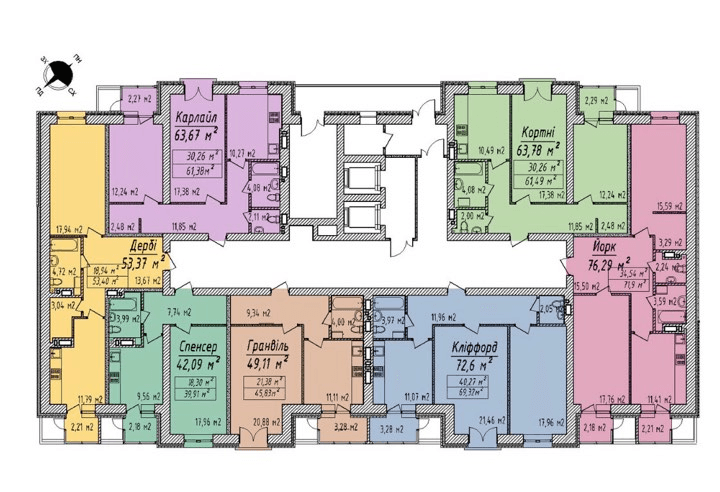 ЗХ
ПН
ПД
СХ
2,27 м2
Карлайл
63,67 м²
30,26 м²
61,38м²
10,27 м2
12,24 м2
17,38 м2
4,08 м2
2,11 м2
2,48 м2
11,85 м2
2,29 м2
Кортні
63,78 м²
30,26 м²
61,49 м²
10,49 м2
4,08 м2
17,38 м2
12,24 м2
2,00 м2
11,85 м2
2,48 м2
17,94 м2
Дербі
53,37 м²
18,94 м²
53,40 м²
4,72 м2
13,67 м2
3,04 м2
11,79 м2
2,21 м2
15,59 м2
3,29 м2
Йорк
76,29 м²
34,54 м²
71,9 м²
2,24 м2
15,50 м2
3,59 м2
17,76 м2
11,41 м2
2,18 м2
2,21 м2
3,99 м2
7,74 м2
Спенсер
42,09 м²
18,30 м²
39,91 м²
9,56 м2
17,96 м2
2,18 м2
9,34 м2
4,00 м2
Гранвіль
49,11 м²
21,38 м²
45,83 м²
11,11 м2
20,88 м2
3,28 м2
3,97 м2
11,96 м2
2,05 м2
Кліффорд
72,6 м²
40,27 м²
69,37м²
11,07 м2
21,46 м2
17,96 м2
3,28 м2